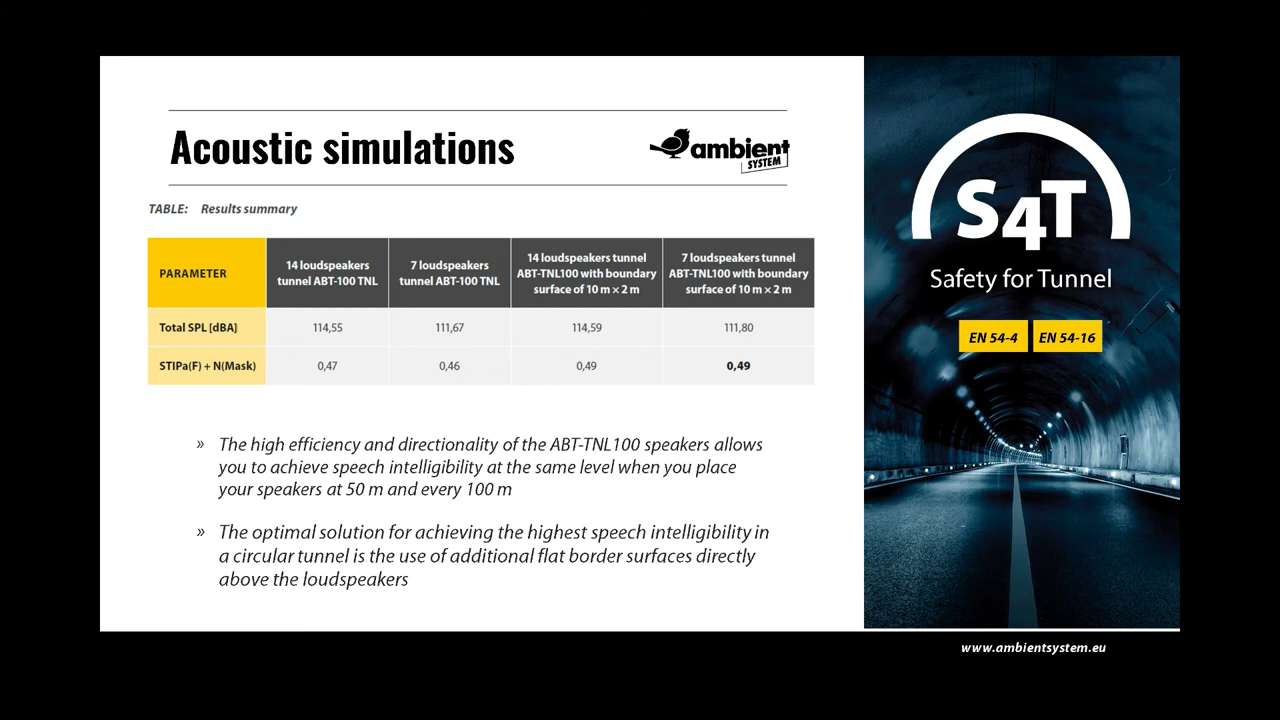 Acoustic simulations
ambient
SYSTEM
TABLE: Results summary
PARAMETER
14 loudspeakers
tunnel ABT-100 TNL
7 loudspeakers
tunnel ABT-100 TNL
14 loudspeakers tunnel
ABT-TNL100 with boundary
surface of 10 m × 2 m
7 loudspeakers tunnel
ABT-TNL100 with boundary
surface of 10 m × 2 m
Total SPL [dBA] 114,55 111,67 114,59 111,80
STIPa(F) + N(Mask) 0,47 0,46 0,49 0,49
» The high efficiency and directionality of the ABT-TNL100 speakers allows
you to achieve speech intelligibility at the same level when you place
your speakers at 50 m and every 100 m
» The optimal solution for achieving the highest speech intelligibility in
a circular tunnel is the use of additional flat border surfaces directly
above the loudspeakers
S4T
Safety for Tunnel
EN 54-4 EN 54-16
www.ambientsystem.eu